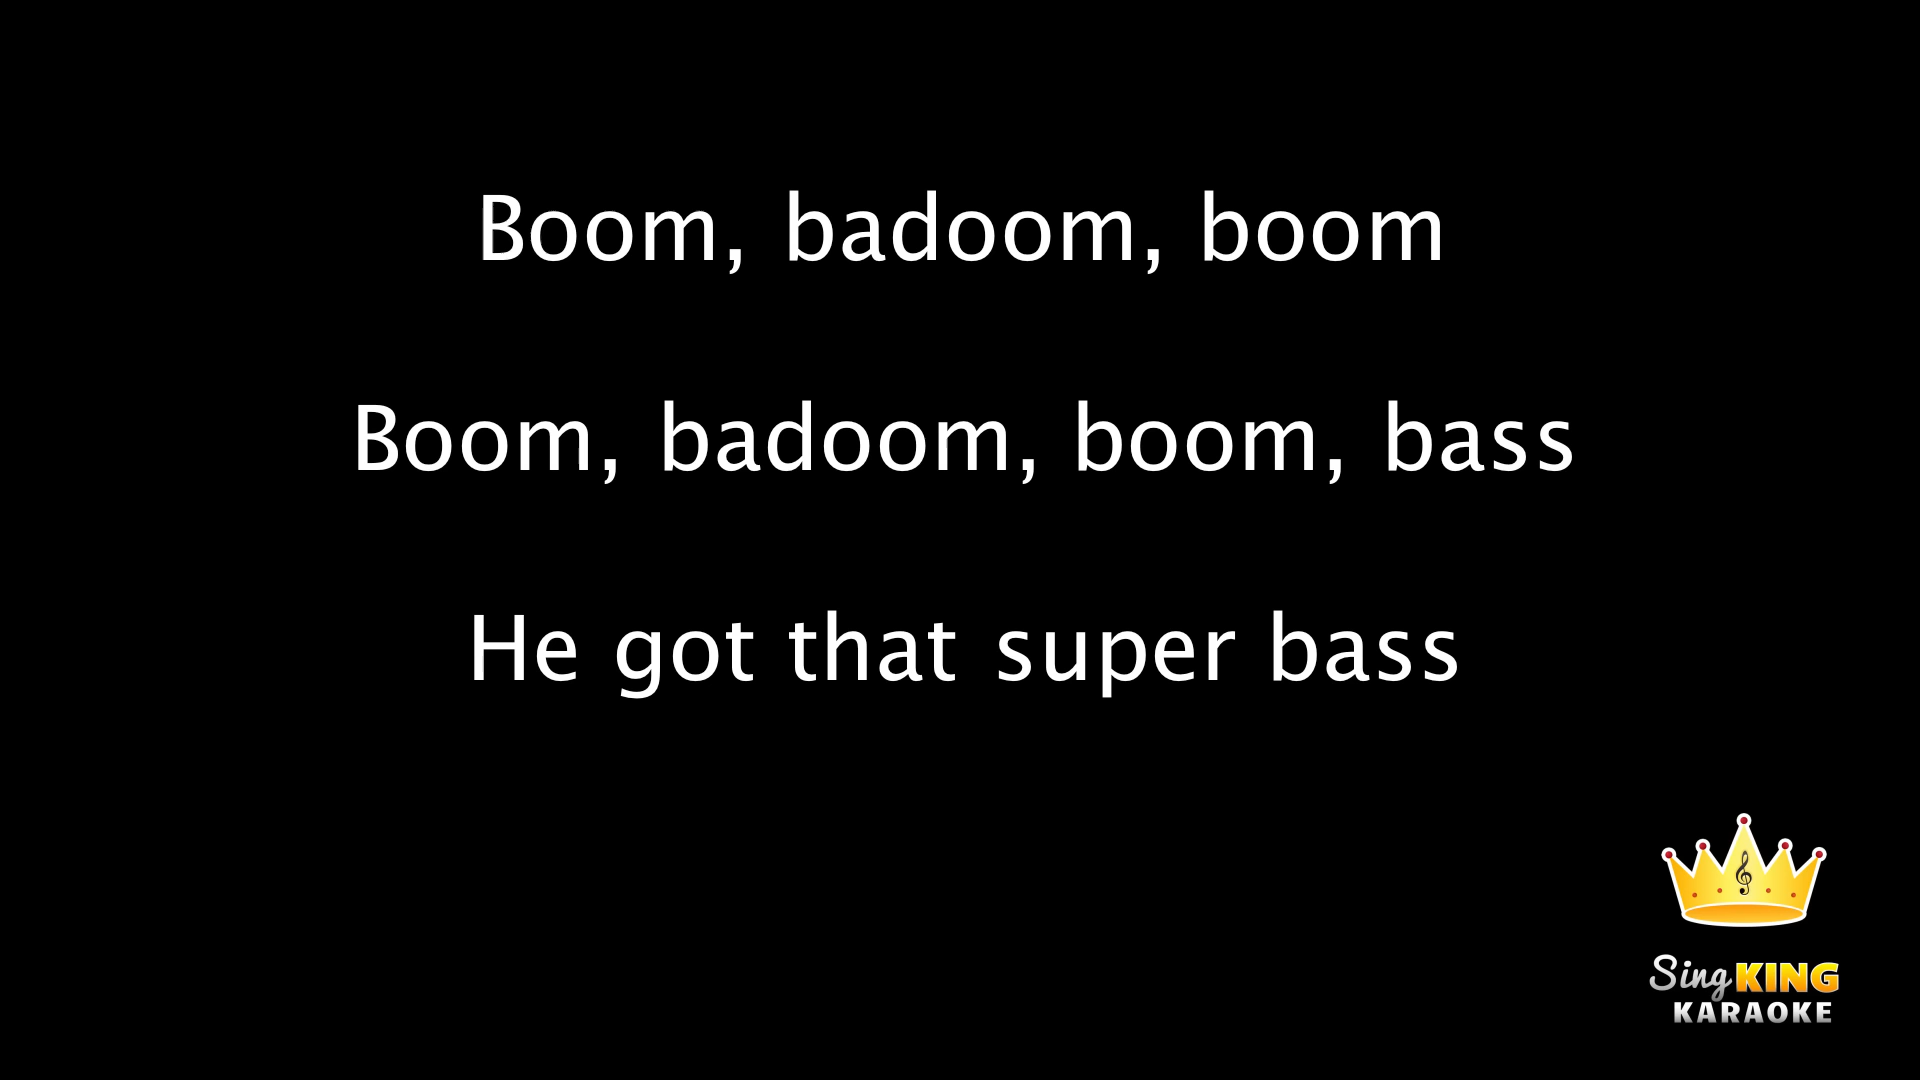 Boom, badoom, boom
Boom, badoom, boom, bass
He got that super bass
Sing KING
KARAOKE